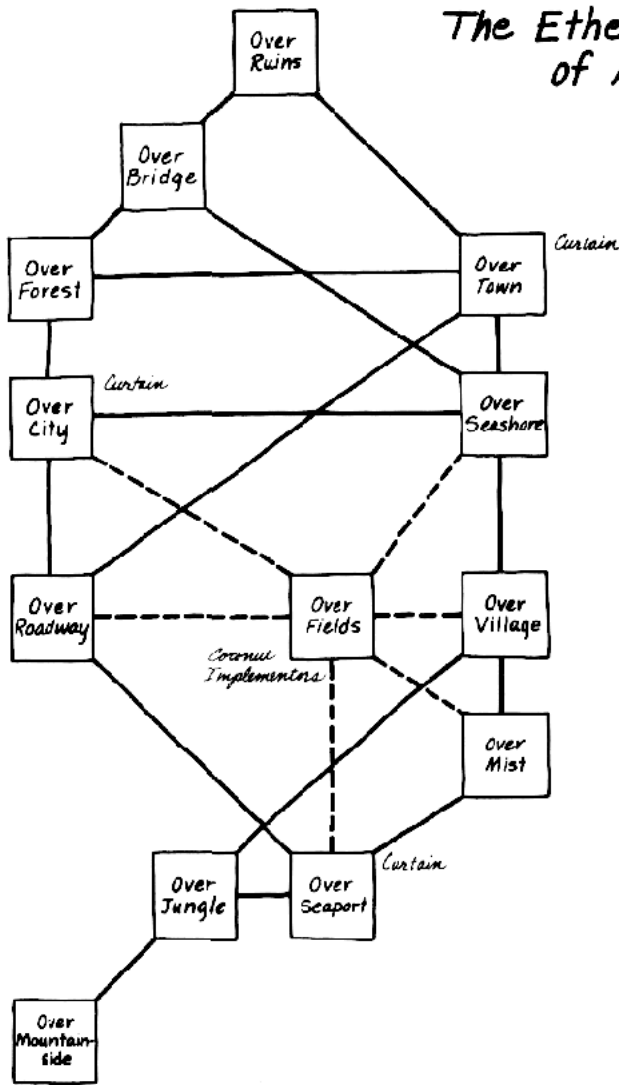 The Ethe
of
Over
Ruins
Over
Bridge
Over
Forest
Over
Town
Curtain
Over
City
Curtain
Over
Seashore
Over
Roadway
Over
Fields
Coconut
Implementors
Over
Village
Over
Mist
Over
Jungle
Over
Seaport
Curtain
Over
Mountain-
side